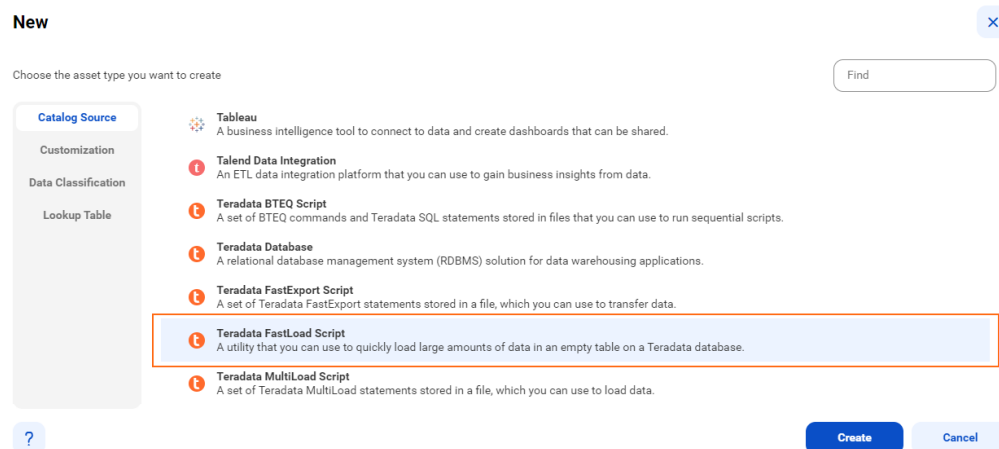 New
Choose the asset type you want to create
Find
Catalog Source
Customization
Data Classification
Lookup Table
Tableau
A business intelligence tool to connect to data and create dashboards that can be shared.
Talend Data Integration
An ETL data integration platform that you can use to gain business insights from data.
Teradata BTEQ Script
A set of BTEQ commands and Teradata SQL statements stored in files that you can use to run sequential scripts.
Teradata Database
A relational database management system (RDBMS) solution for data warehousing applications.
Teradata FastExport Script
A set of Teradata FastExport statements stored in a file, which you can use to transfer data.
Teradata FastLoad Script
A utility that you can use to quickly load large amounts of data in an empty table on a Teradata database.
Teradata MultiLoad Script
A set of Teradata MultiLoad statements stored in a file, which you can use to load data.
?
Create
Cancel